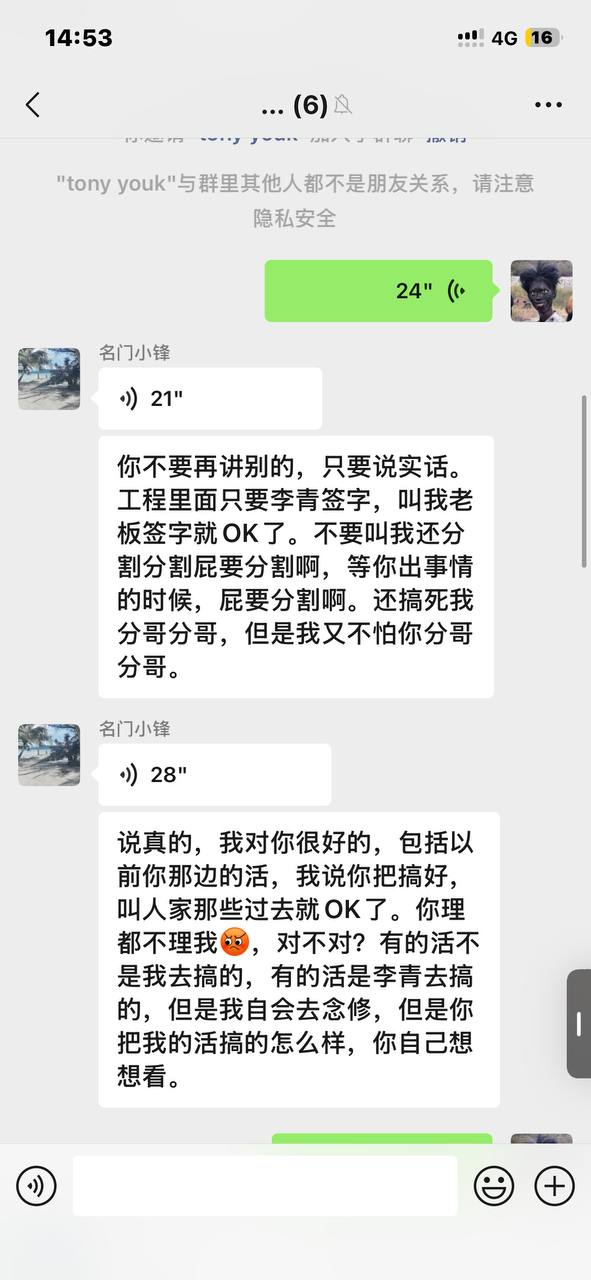 14:53
4G 16
... (6)
"tony youk"
"tony youk"与群里其他人都不是朋友关系，请注意
隐私安全
24"
名门小锋
21"
你不要再讲别的，只要说实话。
工程里面只要李青签字，叫我老
板签字就OK了。不要叫我还分
割分割屁要分割啊，等你出事情
的时候，屁要分割啊。还搞死我
分哥分哥，但是我又不怕你分哥
分哥。
名门小锋
28"
说真的，我对你很好的，包括以
前你那边的活，我说你把搞好，
叫人家那些过去就OK了。你理
都不理我😡，对不对？有的活不
是我去搞的，有的活是李青去搞
的，但是我自会去念修，但是你
把我的活搞的怎么样，你自己想
想看。